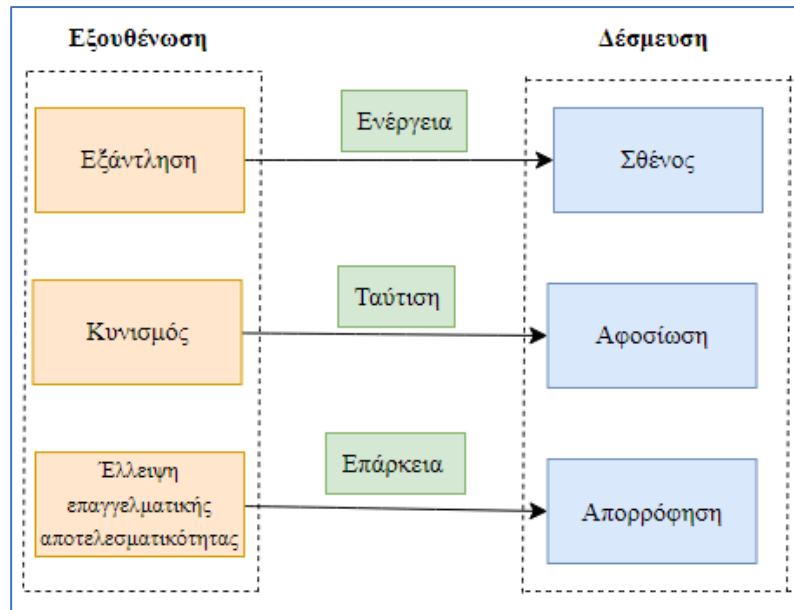 Εξουθένωση
Δέσμευση
Ενέργεια
Εξάντληση
Σθένος
Ταύτιση
Κυνισμός
Αφοσίωση
Επάρκεια
Έλλειψη
επαγγελματικής
αποτελεσματικότητας
Απορρόφηση